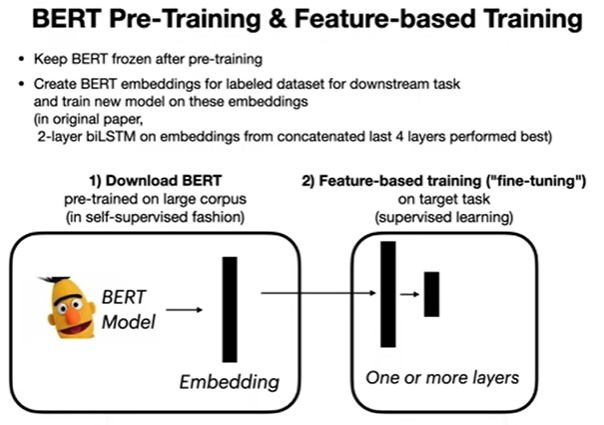 BERT Pre-Training & Feature-based Training
• Keep BERT frozen after pre-training
• Create BERT embeddings for labeled dataset for downstream task
and train new model on these embeddings
(in original paper,
2-layer biLSTM on embeddings from concatenated last 4 layers performed best)
1) Download BERT
pre-trained on large corpus
(in self-supervised fashion)
2) Feature-based training ("fine-tuning")
on target task
(supervised learning)
BERT
Model
Embedding
One or more layers